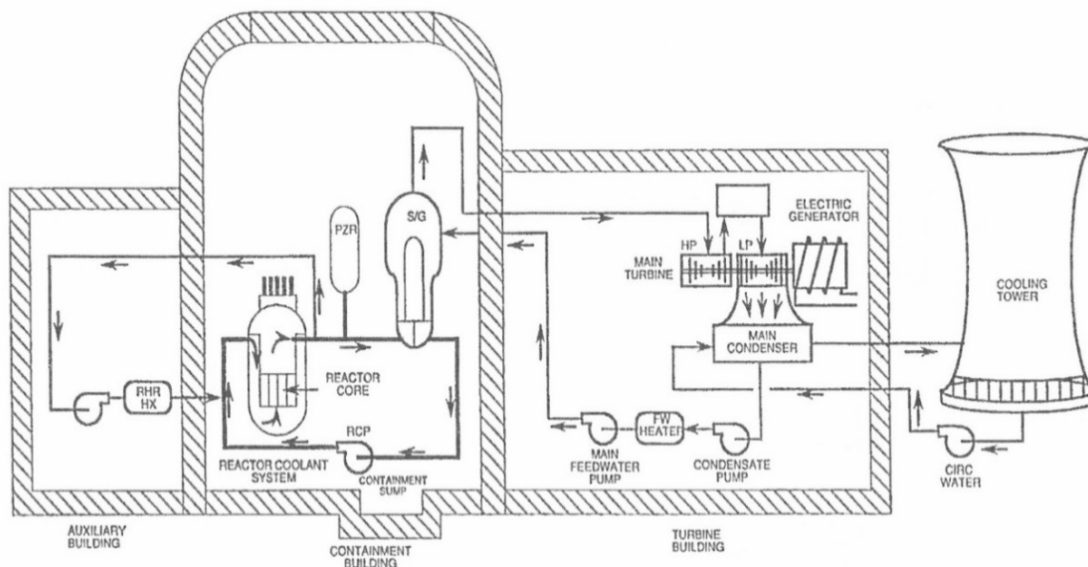 S/G
PZR
HP
LP
ELECTRIC
GENERATOR
MAIN
TURBINE
COOLING
TOWER
MAIN
CONDENSER
RHR
HX
REACTOR
CORE
RCP
REACTOR COOLANT
SYSTEM
CONTAINMENT
SUMP
FW
HEATER
MAIN
FEEDWATER
PUMP
CONDENSATE
PUMP
CIRC
WATER
AUXILIARY
BUILDING
CONTAINMENT
BUILDING
TURBINE
BUILDING